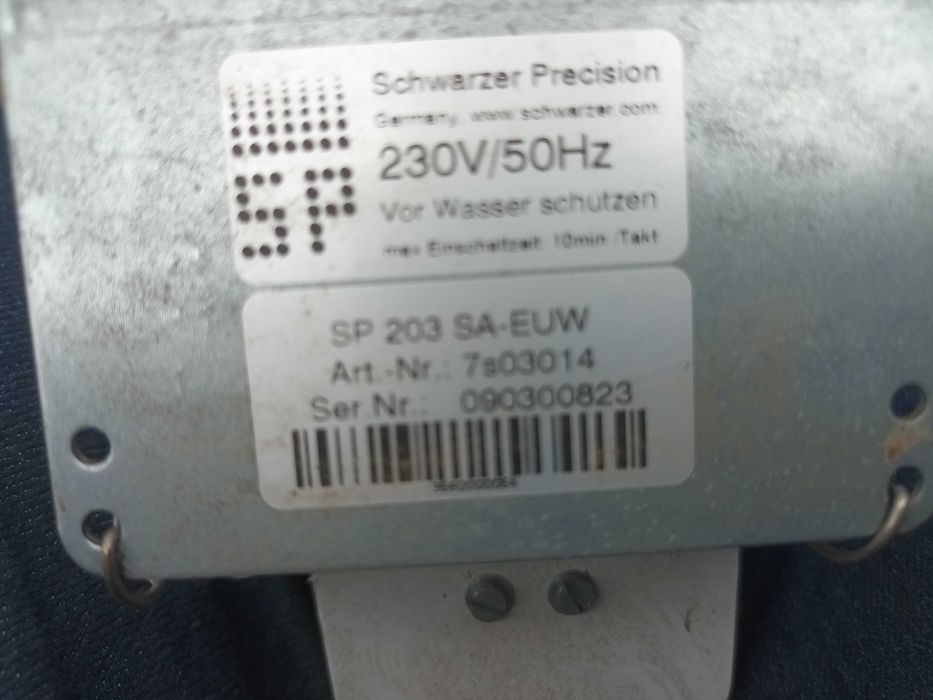 Schwarzer Precision
Germany, www.schwarzer.com
SP
230V/50Hz
Vor Wasser schützen
max Einschaltzeit 10min./Takt
SP 203 SA-EUW
Art.-Nr.: 7s03014
Ser.Nr.: 090300823